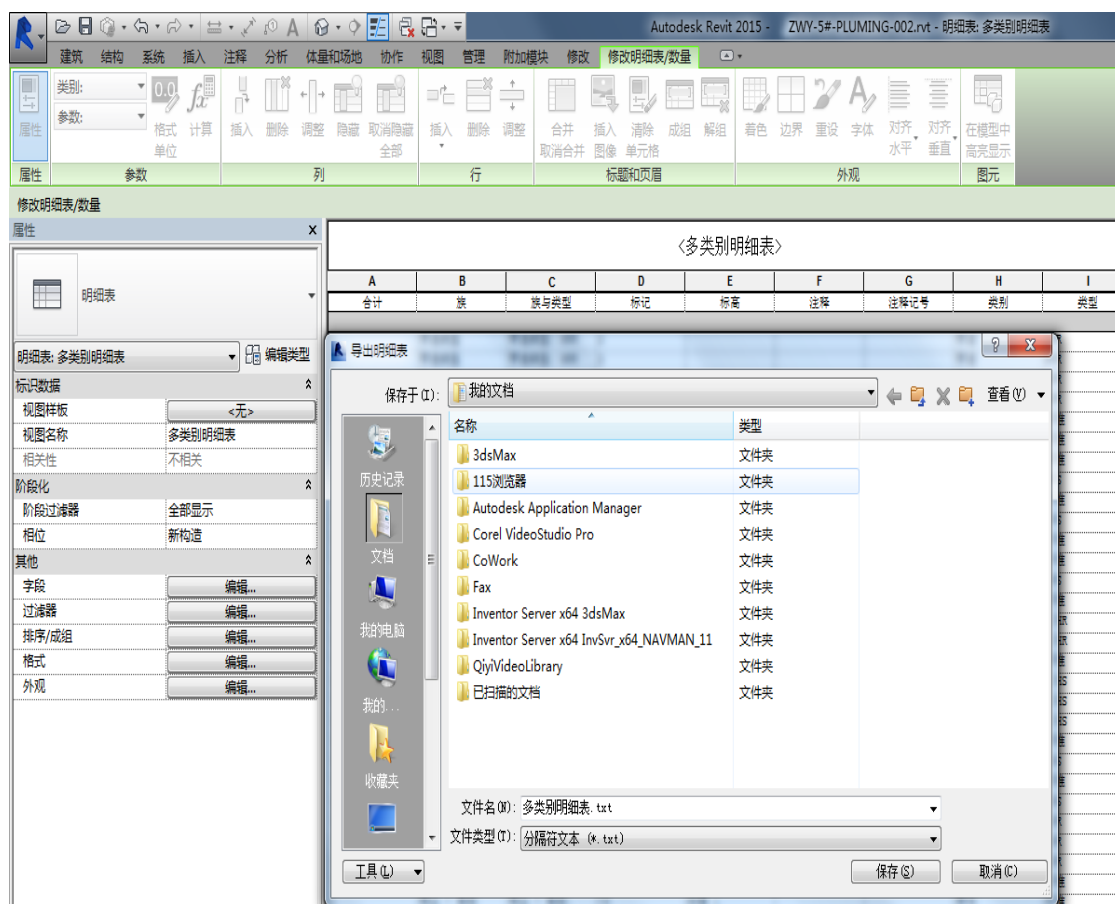 Autodesk Revit 2015 - ZWY-5#-PLUMING-002.rvt - 明细表: 多类别明细表
建筑 结构 系统 插入 注释 分析 体量和场地 协作 视图 管理 附加模块 修改 修改明细表/数量
类别:
参数:
属性 格式 单位 计算 插入 删除 调整 隐藏 取消隐藏 全部 插入 删除 调整 合并 取消合并 插入 图像 清除 单元格 成组 解组 着色 边界 重设 字体 对齐 水平 对齐 垂直 在模型中 高亮显示
属性 参数 列 行 标题和页眉 外观 图元
修改明细表/数量
属性 x
明细表
明细表: 多类别明细表 编辑类型
标识数据
视图样板 <无>
视图名称 多类别明细表
相关性 不相关
阶段化
阶段过滤器 全部显示
相位 新构造
其他
字段 编辑...
过滤器 编辑...
排序/成组 编辑...
格式 编辑...
外观 编辑...
<多类别明细表>
A B C D E F G H I
合计 族 族与类型 标记 标高 注释 注释记号 类别 类型
导出明细表
保存于(I): 我的文档 查看(V)
历史记录
文档
我的电脑
我的...
收藏夹
名称 类型
3dsMax 文件夹
115浏览器 文件夹
Autodesk Application Manager 文件夹
Corel VideoStudio Pro 文件夹
CoWork 文件夹
Fax 文件夹
Inventor Server x64 3dsMax 文件夹
Inventor Server x64 InvSvr_x64_NAVMAN_11 文件夹
QiyiVideoLibrary 文件夹
已扫描的文档 文件夹
文件名(N): 多类别明细表.txt
文件类型(T): 分隔符文本 (*.txt)
工具(L) 保存(S) 取消(C)